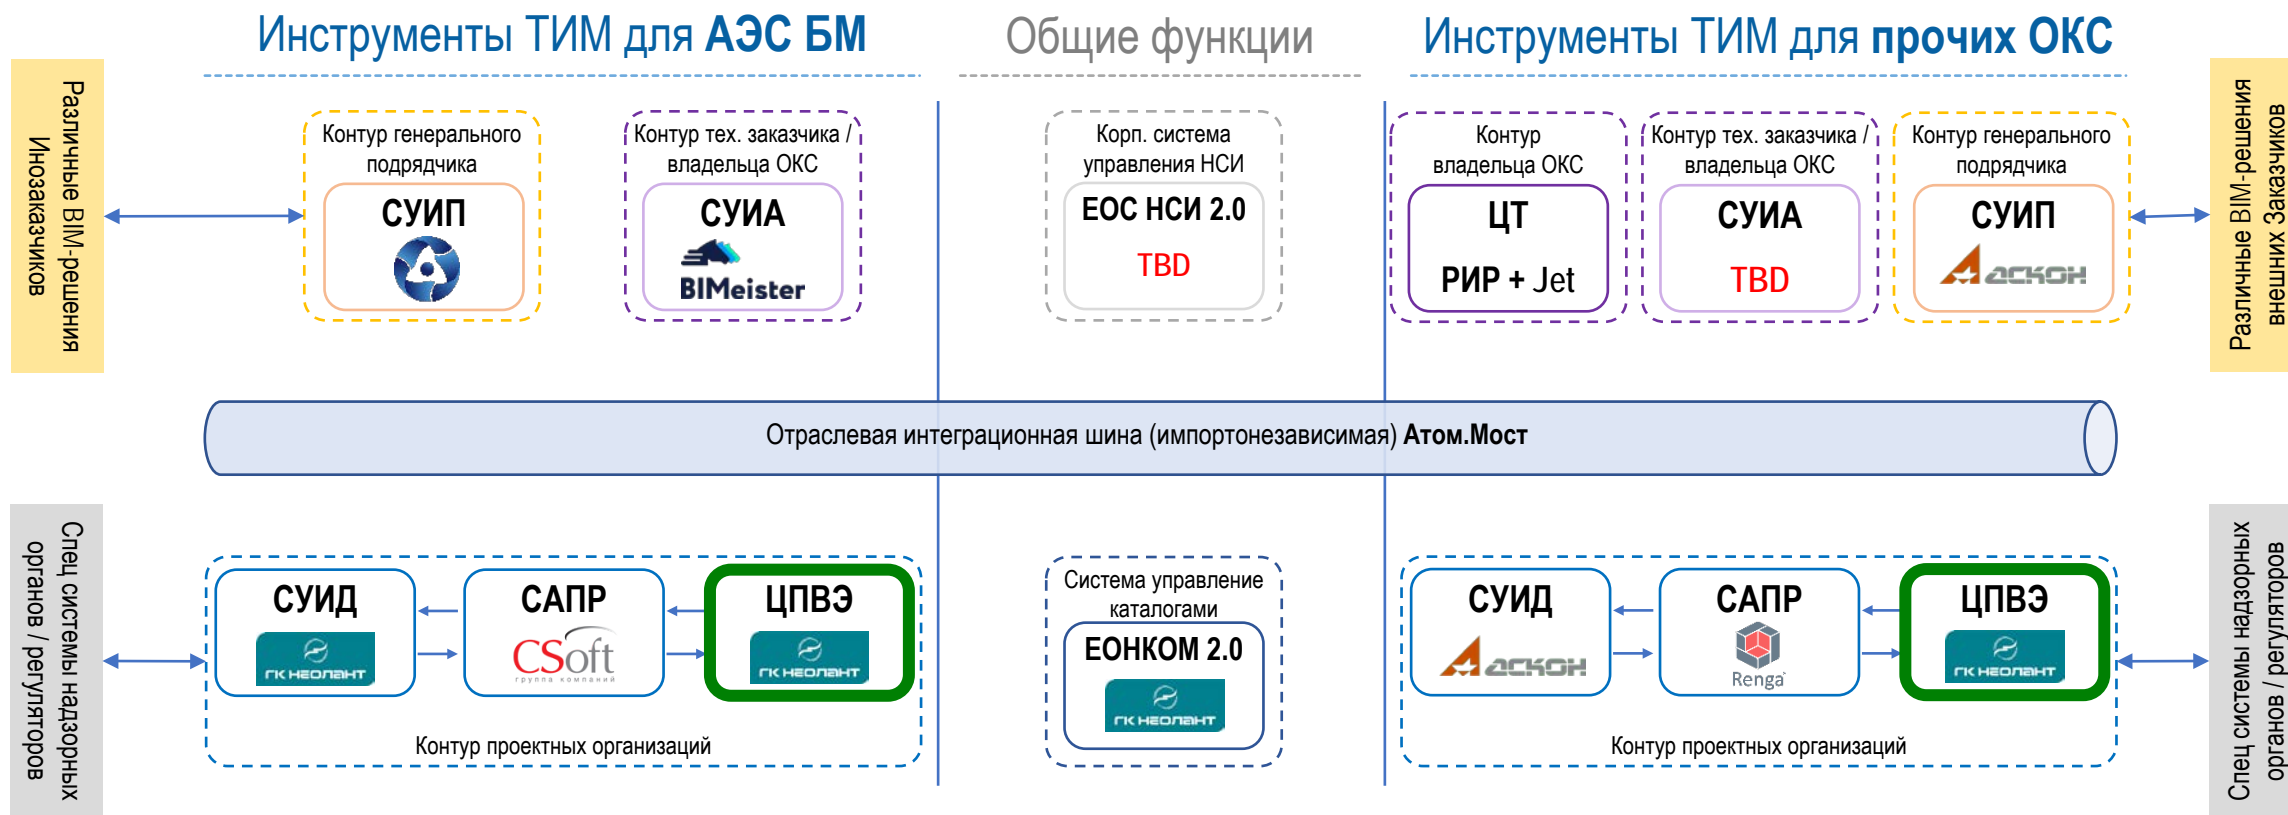 Инструменты ТИМ для АЭС БМ
Общие функции
Инструменты ТИМ для прочих ОКС
Различные BIM-решения
Инозаказчиков
Контур генерального
подрядчика
СУИП
Контур тех. заказчика /
владельца ОКС
СУИА
BIMeister
Корп. система
управления НСИ
ЕОС НСИ 2.0
TBD
Контур
владельца ОКС
ЦТ
РИР + Jet
Контур тех. заказчика /
владельца ОКС
СУИА
TBD
Контур генерального
подрядчика
СУИП
АСКОН
Различные BIM-решения
внешних Заказчиков
Отраслевая интеграционная шина (импортонезависимая) Атом.Мост
Спец системы надзорных
органов / регуляторов
СУИД
ГК НЕОЛАНТ
САПР
CSoft
группа компаний
ЦПВЭ
ГК НЕОЛАНТ
Контур проектных организаций
Система управление
каталогами
ЕОНКОМ 2.0
ГК НЕОЛАНТ
СУИД
АСКОН
САПР
Renga
ЦПВЭ
ГК НЕОЛАНТ
Контур проектных организаций
Спец системы надзорных
органов / регуляторов